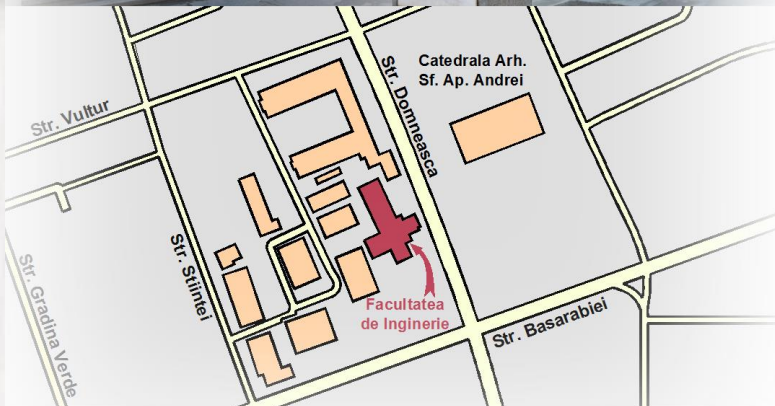 Catedrala Arh.
Sf. Ap. Andrei
Str. Domneasca
Str. Vultur
Str. Stiintei
Str. Gradina Verde
Facultatea
de Inginerie
Str. Basarabiei